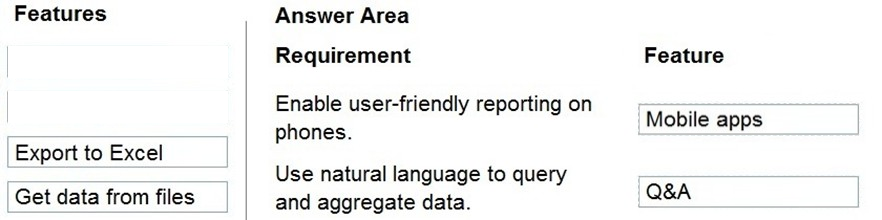 Features
Answer Area
Requirement
Feature
Enable user-friendly reporting on
phones.
Mobile apps
Export to Excel
Use natural language to query
and aggregate data.
Get data from files
Q&A